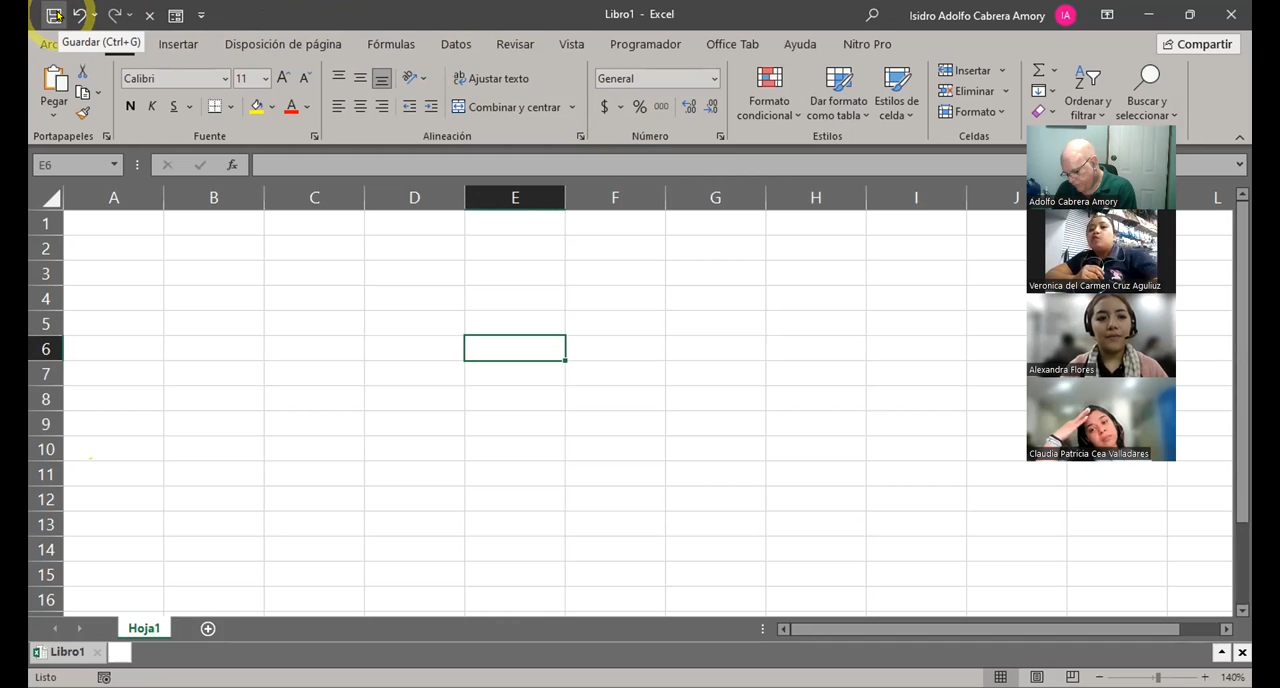 Libro1 - Excel
Isidro Adolfo Cabrera Amory
IA
Guardar (Ctrl+G)
Insertar
Disposición de página
Fórmulas
Datos
Revisar
Vista
Programador
Office Tab
Ayuda
Nitro Pro
Compartir
Pegar
Portapapeles
Calibri
11
N K S
Fuente
Ajustar texto
Combinar y centrar
Alineación
General
$ % 000
Número
Formato condicional
Dar formato como tabla
Estilos de celda
Estilos
Insertar
Eliminar
Formato
Celdas
Ordenar y filtrar
Buscar y seleccionar
E6
fx
A B C D E F G H I J L
1
2
3
4
5
6
7
8
9
10
11
12
13
14
15
16
Adolfo Cabrera Amory
Veronica del Carmen Cruz Aguiluz
Alexandra Flores
Claudia Patricia Cea Valladares
Hoja1
Libro1
Listo
140%